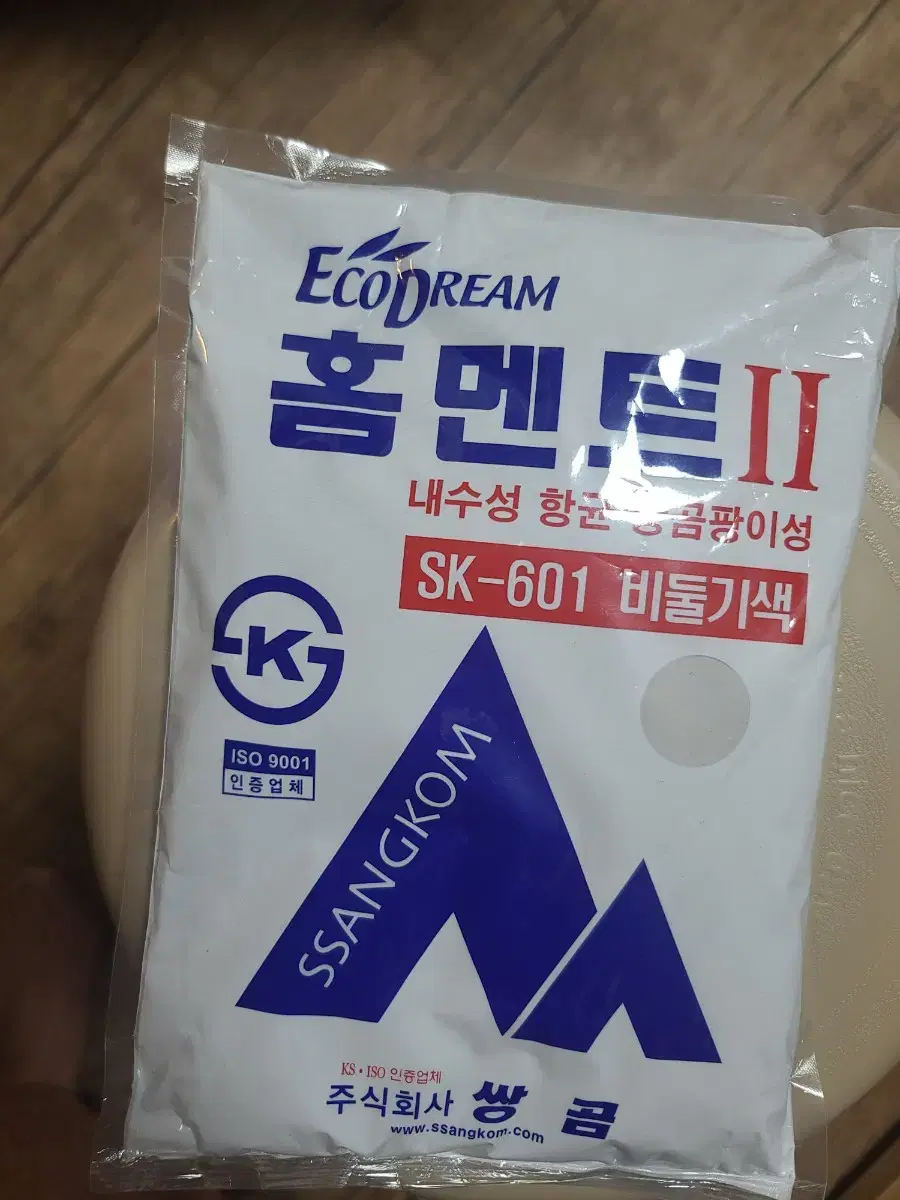 ECODREAM
홈멘트 II
내수성 항균 곰팡이성
SK-601 비둘기색
K
ISO 9001
인증업체
SSANGKOM
KS·ISO 인증업체
주식회사 쌍곰
www.ssangkom.com